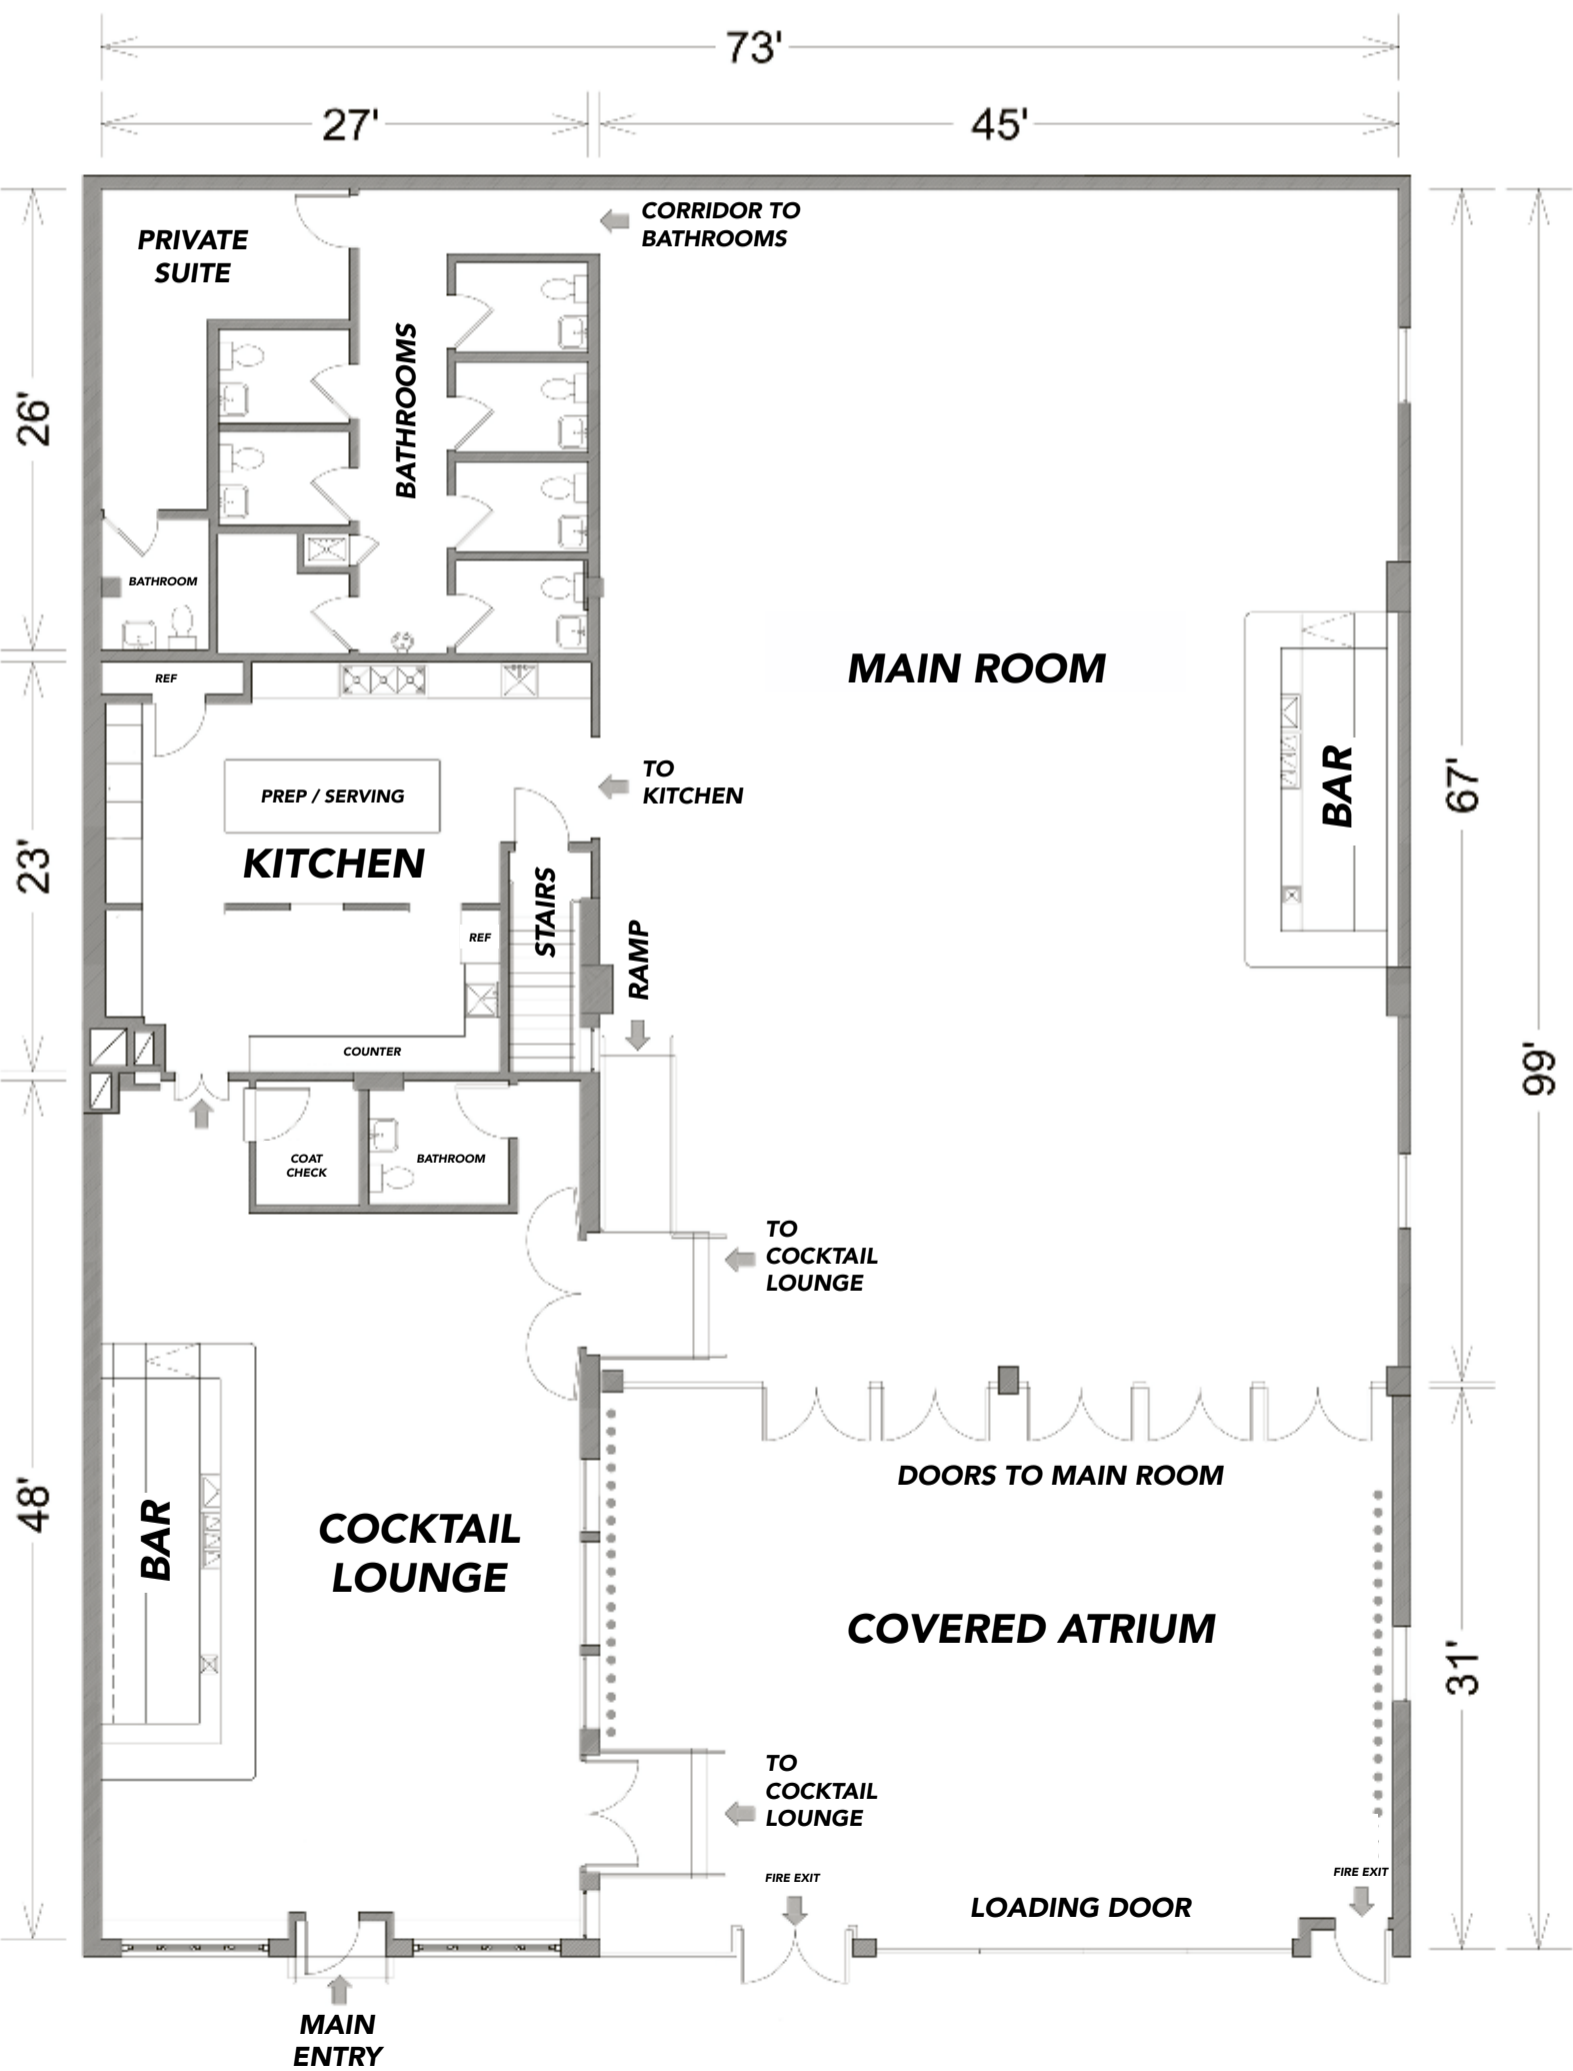 73'
27'
45'
CORRIDOR TO
BATHROOMS
PRIVATE
SUITE
BATHROOMS
26'
BATHROOM
MAIN ROOM
REF
TO
KITCHEN
PREP / SERVING
BAR
67'
KITCHEN
23'
STAIRS
REF
RAMP
COUNTER
99'
COAT
CHECK
BATHROOM
TO
COCKTAIL
LOUNGE
DOORS TO MAIN ROOM
48'
BAR
COCKTAIL
LOUNGE
COVERED ATRIUM
31'
TO
COCKTAIL
LOUNGE
FIRE EXIT
FIRE EXIT
LOADING DOOR
MAIN
ENTRY